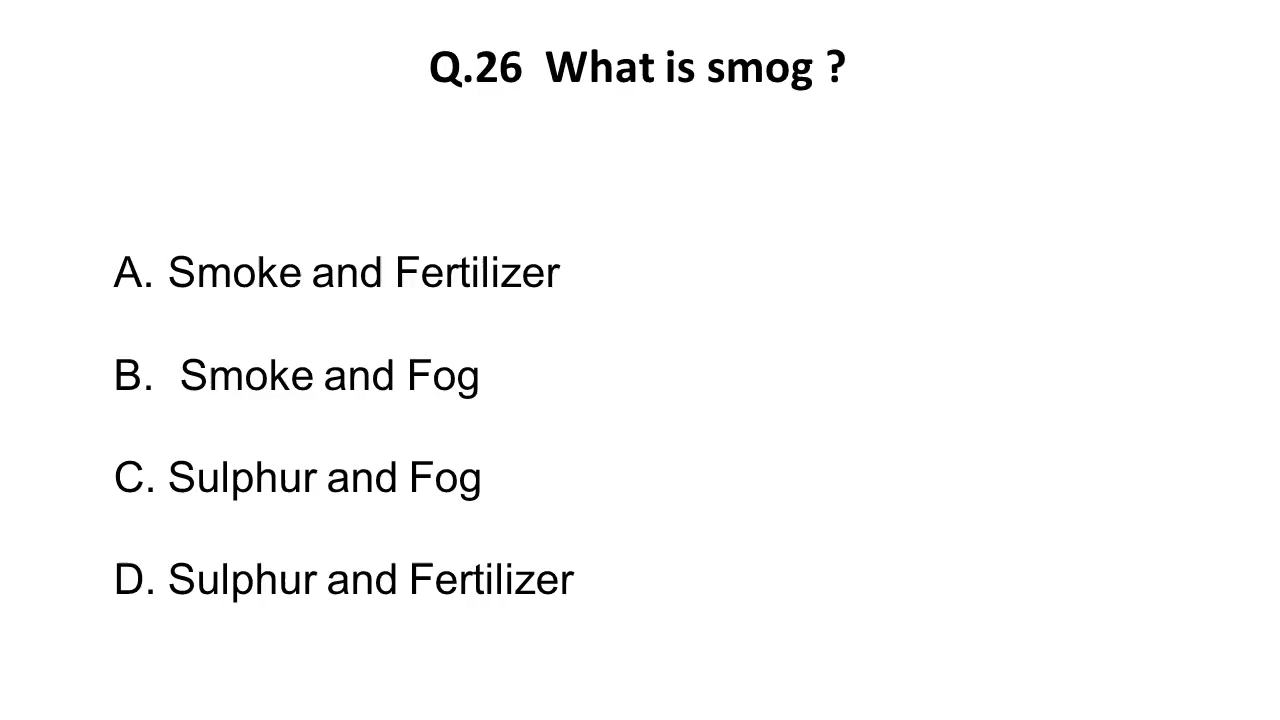 Q.26 What is smog ?
A. Smoke and Fertilizer
B. Smoke and Fog
C. Sulphur and Fog
D. Sulphur and Fertilizer